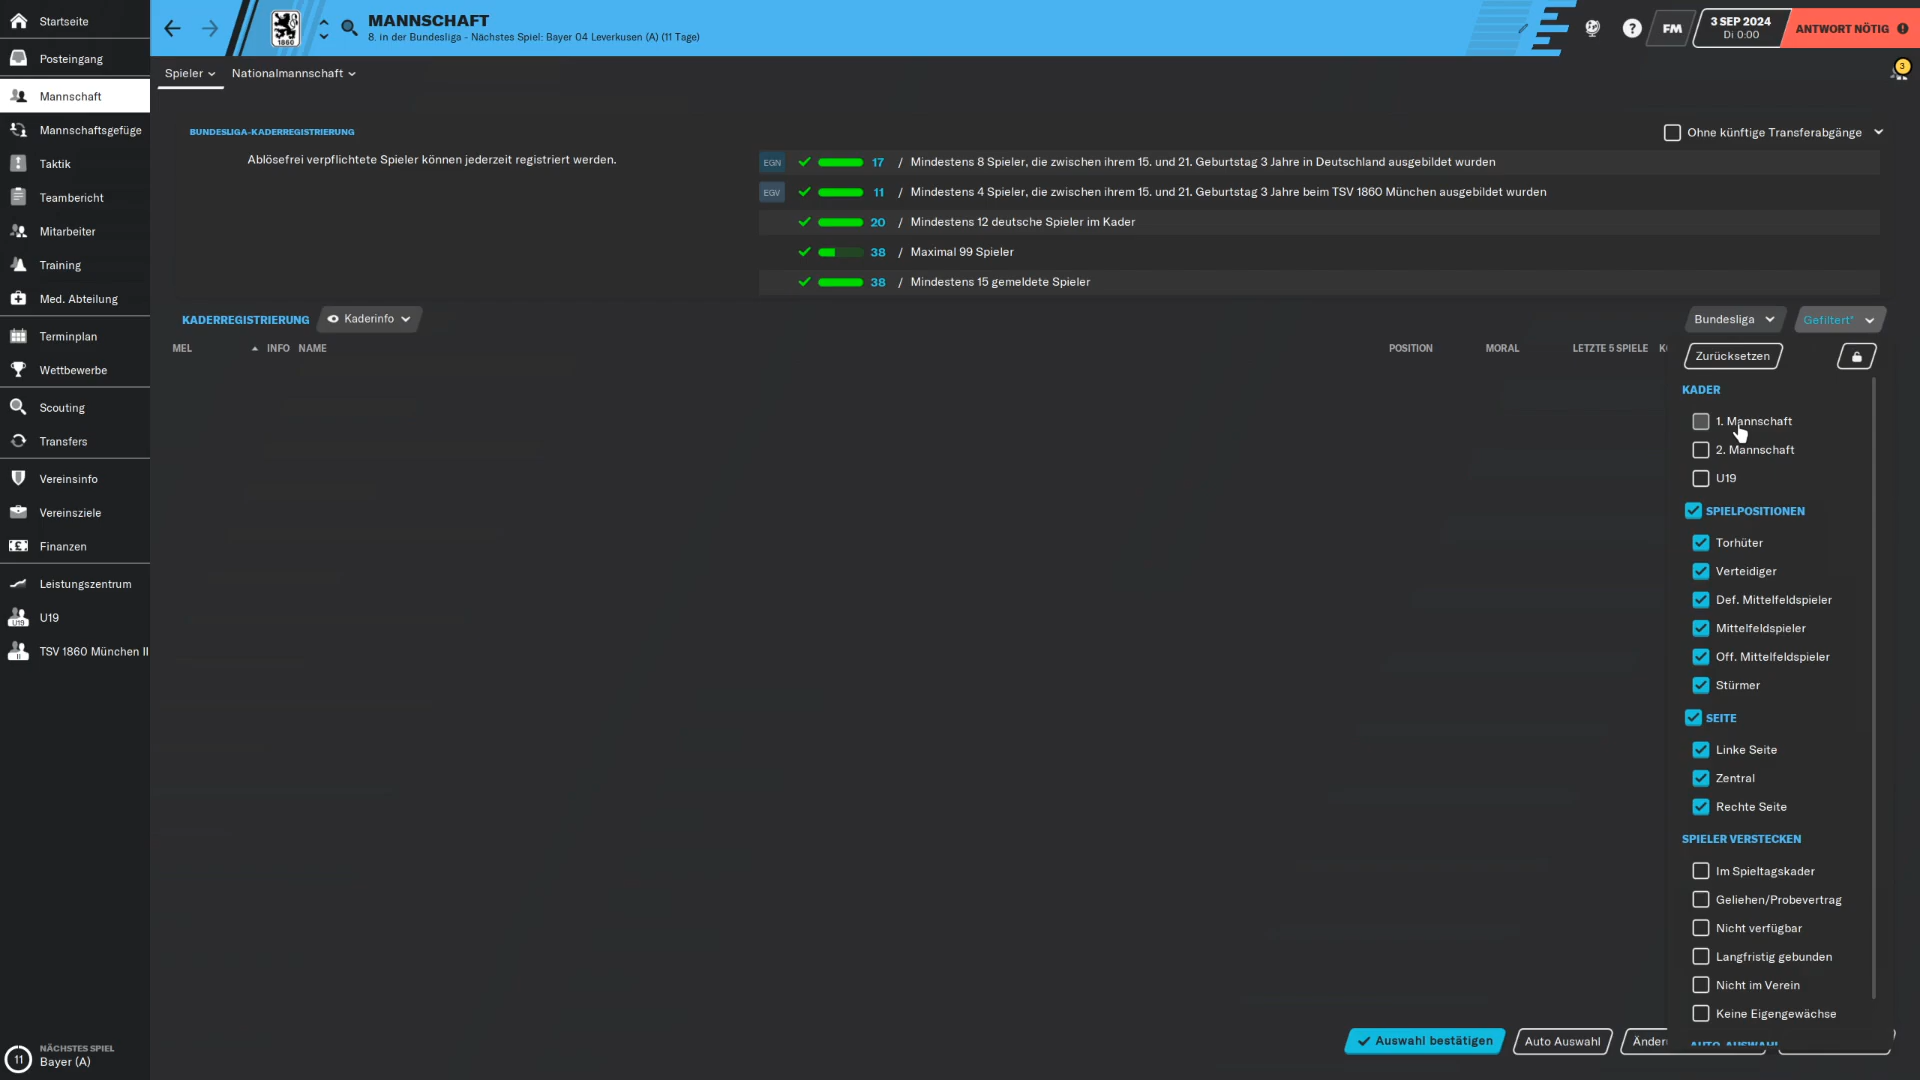 Startseite
Posteingang
Mannschaft
Mannschaftsgefüge
Taktik
Teambericht
Mitarbeiter
Training
Med. Abteilung
Terminplan
Wettbewerbe
Scouting
Transfers
Vereinsinfo
Vereinsziele
Finanzen
Leistungszentrum
U19
U19
TSV 1860 München II
II
11
NÄCHSTES SPIEL
Bayer (A)
1860
MANNSCHAFT
8. in der Bundesliga - Nächstes Spiel: Bayer 04 Leverkusen (A) (11 Tage)
?
FM
3 SEP 2024
Di 0:00
ANTWORT NÖTIG
3
Spieler
Nationalmannschaft
BUNDESLIGA-KADERREGISTRIERUNG
Ablösefrei verpflichtete Spieler können jederzeit registriert werden.
Ohne künftige Transferabgänge
EGN 17 / Mindestens 8 Spieler, die zwischen ihrem 15. und 21. Geburtstag 3 Jahre in Deutschland ausgebildet wurden
EGV 11 / Mindestens 4 Spieler, die zwischen ihrem 15. und 21. Geburtstag 3 Jahre beim TSV 1860 München ausgebildet wurden
20 / Mindestens 12 deutsche Spieler im Kader
38 / Maximal 99 Spieler
38 / Mindestens 15 gemeldete Spieler
KADERREGISTRIERUNG
Kaderinfo
Bundesliga
Gefiltert*
MEL INFO NAME POSITION MORAL LETZTE 5 SPIELE
Zurücksetzen
KADER
1. Mannschaft
2. Mannschaft
U19
SPIELPOSITIONEN
Torhüter
Verteidiger
Def. Mittelfeldspieler
Mittelfeldspieler
Off. Mittelfeldspieler
Stürmer
SEITE
Linke Seite
Zentral
Rechte Seite
SPIELER VERSTECKEN
Im Spieltagskader
Geliehen/Probevertrag
Nicht verfügbar
Langfristig gebunden
Nicht im Verein
Keine Eigengewächse
Auswahl bestätigen
Auto Auswahl